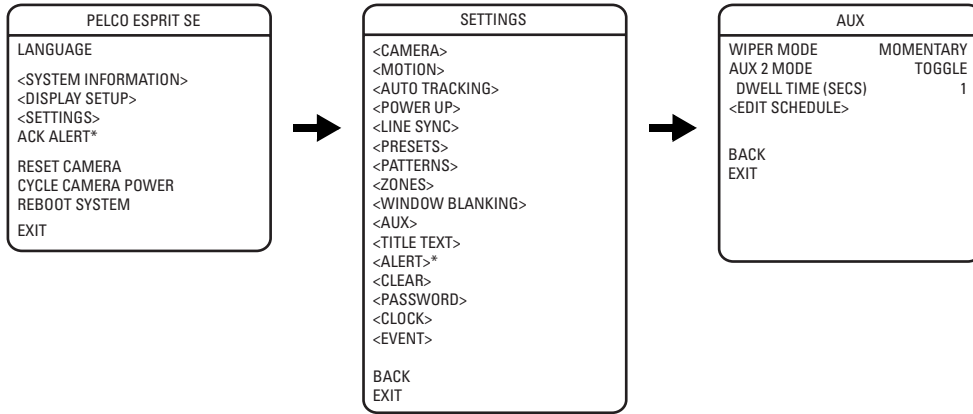 PELCO ESPRIT SE
LANGUAGE
<SYSTEM INFORMATION>
<DISPLAY SETUP>
<SETTINGS>
ACK ALERT*
RESET CAMERA
CYCLE CAMERA POWER
REBOOT SYSTEM
EXIT
SETTINGS
<CAMERA>
<MOTION>
<AUTO TRACKING>
<POWER UP>
<LINE SYNC>
<PRESETS>
<PATTERNS>
<ZONES>
<WINDOW BLANKING>
<AUX>
<TITLE TEXT>
<ALERT>*
<CLEAR>
<PASSWORD>
<CLOCK>
<EVENT>
BACK
EXIT
AUX
WIPER MODE MOMENTARY
AUX 2 MODE TOGGLE
DWELL TIME (SECS) 1
<EDIT SCHEDULE>
BACK
EXIT